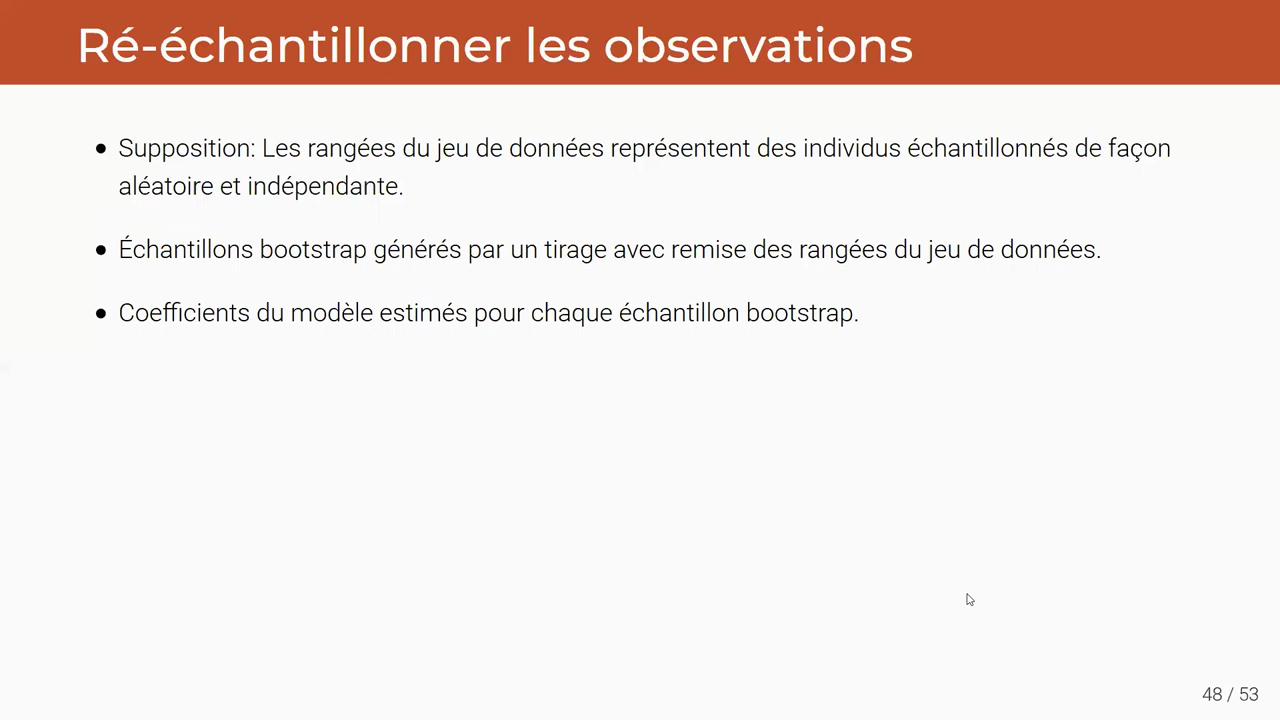 Ré-échantillonner les observations
• Supposition: Les rangées du jeu de données représentent des individus échantillonnés de façon
aléatoire et indépendante.
• Échantillons bootstrap générés par un tirage avec remise des rangées du jeu de données.
• Coefficients du modèle estimés pour chaque échantillon bootstrap.
48 / 53